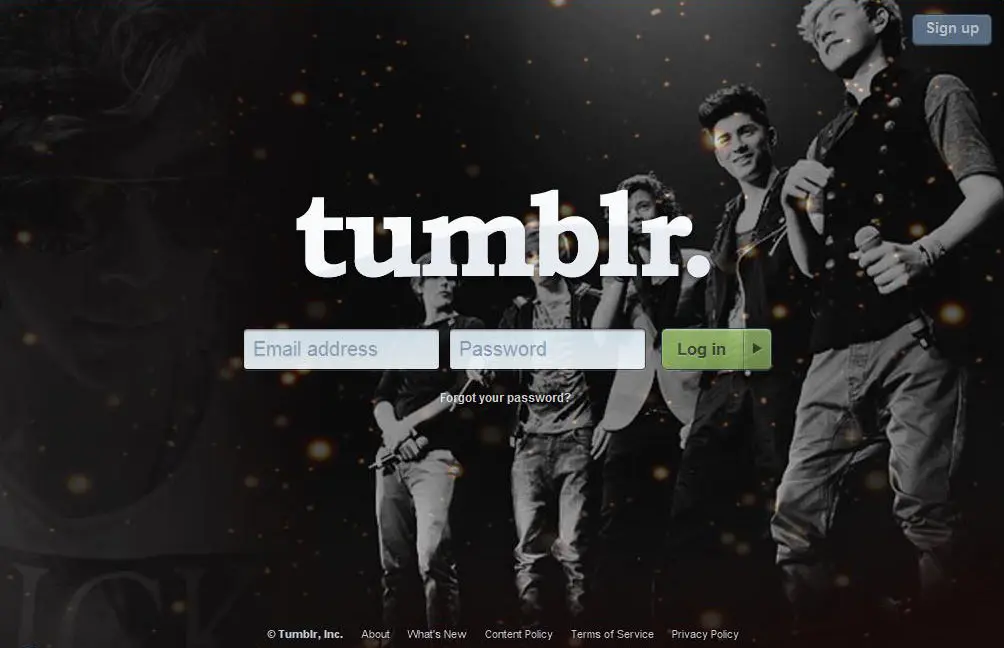 Sign up
tumblr.
Email address
Password
Log in
Forgot your password?
© Tumblr, Inc. About What's New Content Policy Terms of Service Privacy Policy